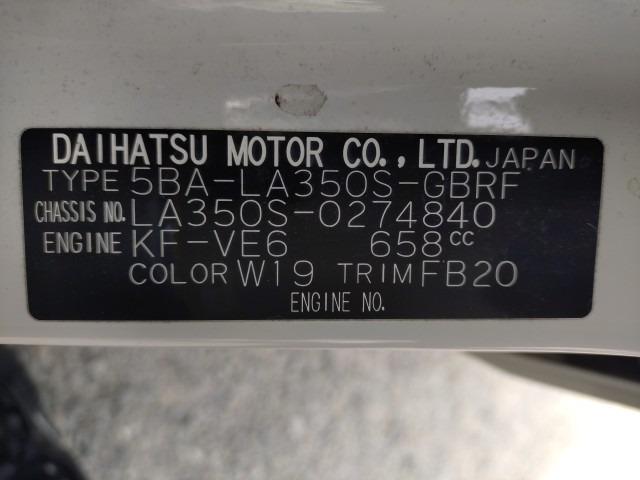 DAIHATSU MOTOR CO., LTD. JAPAN
TYPE 5BA-LA350S-GBRF
CHASSIS NO. LA350S-0274840
ENGINE KF-VE6 658cc
COLOR W19 TRIM FB20
ENGINE NO.